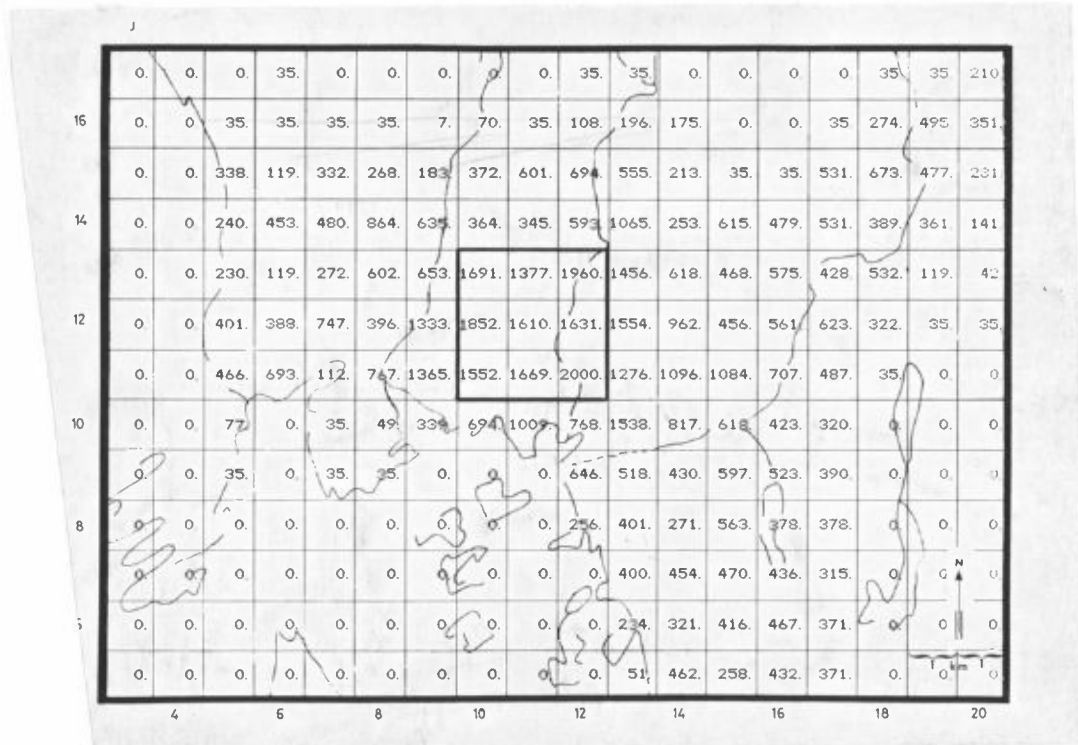 J
0. 0. 0. 35. 0. 0. 0. 0. 0. 35. 35. 0. 0. 0. 0. 35. 35. 210.
16 0. 0. 35. 35. 35. 35. 7. 70. 35. 108. 196. 175. 0. 0. 35. 274. 495. 351.
0. 0. 338. 119. 332. 268. 183. 372. 601. 694. 555. 213. 35. 35. 531. 673. 477. 231.
14 0. 0. 240. 453. 480. 864. 635. 364. 345. 593. 1065. 253. 615. 479. 531. 389. 361. 141.
0. 0. 230. 119. 272. 602. 653. 1691. 1377. 1960. 1456. 618. 468. 575. 428. 532. 119. 42
12 0. 0. 401. 388. 747. 396. 1333. 1852. 1610. 1631. 1554. 962. 456. 561. 623. 322. 35. 35.
0. 0. 466. 693. 112. 767. 1365. 1552. 1669. 2000. 1276. 1096. 1084. 707. 487. 35. 0. 0
10 0. 0. 77. 0. 35. 49. 339. 694. 1009. 768. 1538. 817. 618. 423. 320. 0. 0. 0.
0. 0. 35. 0. 35. 35. 0. 0. 0. 646. 518. 430. 597. 523. 390. 0. 0. 0.
8 0. 0. 0. 0. 0. 0. 0. 0. 0. 256. 401. 271. 563. 378. 378. 0. 0. 0.
0. 0. 0. 0. 0. 0. 0. 0. 0. 0. 400. 454. 470. 436. 315. 0. 0 0.
0. 0. 0. 0. 0. 0. 0. 0. 0. 0. 234. 321. 416. 467. 371. 0. 0 0.
0. 0. 0. 0. 0. 0. 0. 0. 0. 0. 51. 462. 258. 432. 371. 0. 0. 0.
N
1 km 1
4 6 8 10 12 14 16 18 20